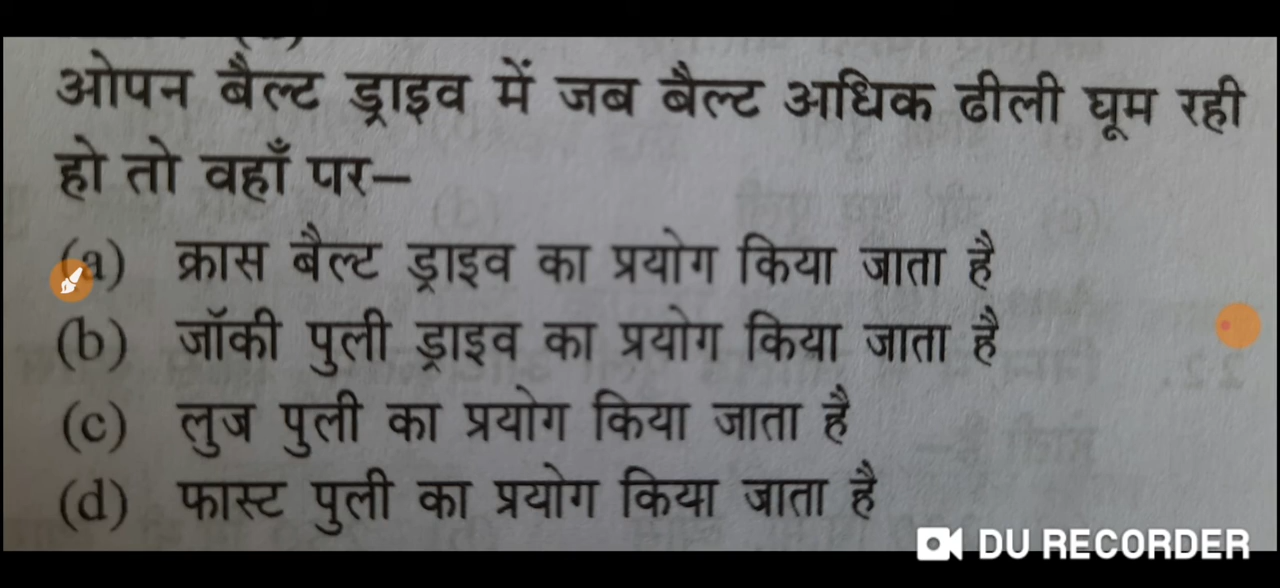 ओपन बैल्ट ड्राइव में जब बैल्ट अधिक ढीली घूम रही
हो तो वहाँ पर–
(a) क्रास बैल्ट ड्राइव का प्रयोग किया जाता है
(b) जॉकी पुली ड्राइव का प्रयोग किया जाता है
(c) लुज पुली का प्रयोग किया जाता है
(d) फास्ट पुली का प्रयोग किया जाता है
DU RECORDER